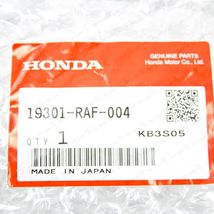 HONDA
GENUINE PARTS
Honda Motor Co., Ltd.
19301-RAF-004
QTY 1
KB3S05
MADE IN JAPAN